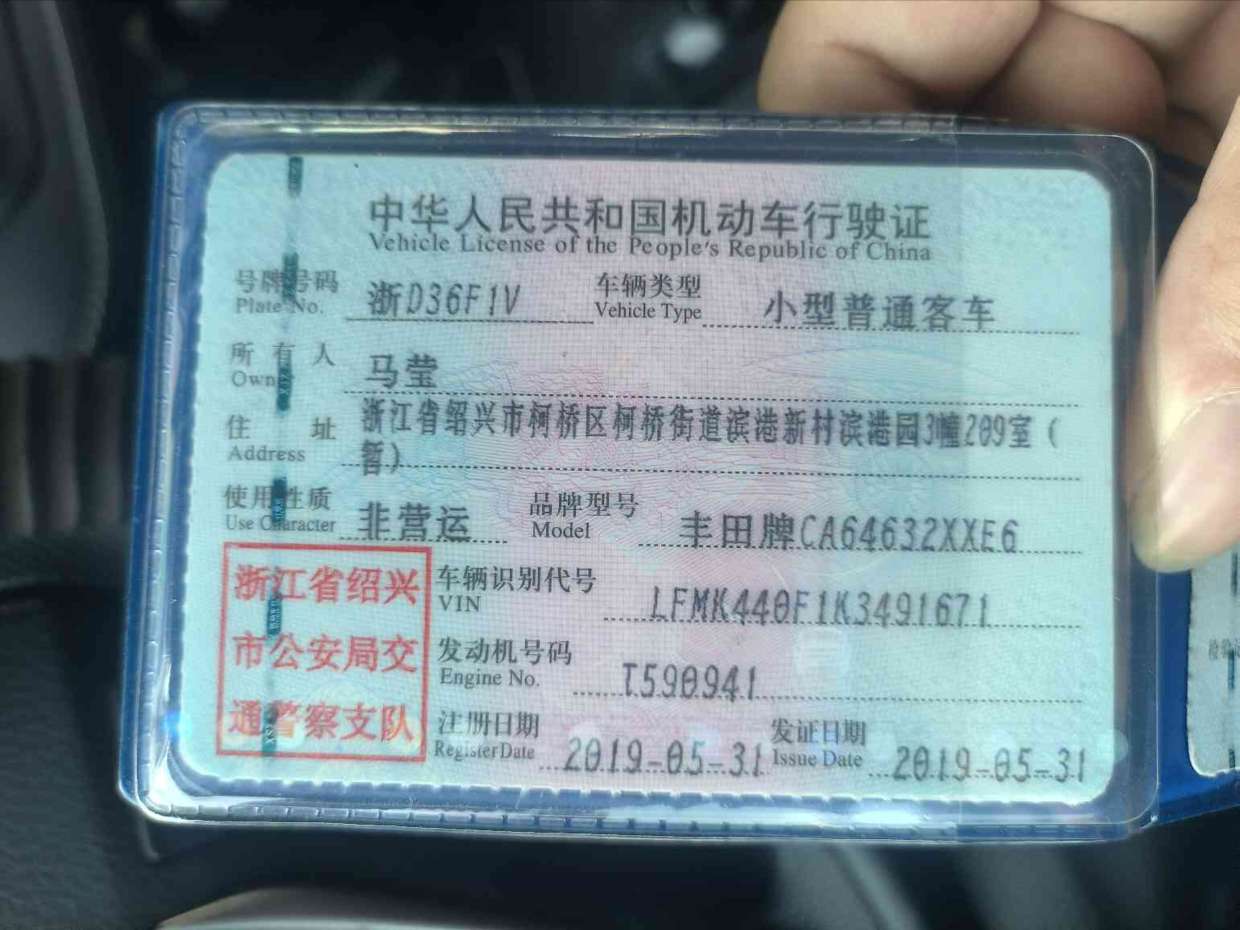 中华人民共和国机动车行驶证
Vehicle License of the People's Republic of China
号牌号码 浙D36F1V 车辆类型 小型普通客车
Plate No. Vehicle Type
所有人 马莹
Owner
住址 浙江省绍兴市柯桥区柯桥街道滨港新村滨港园3幢209室（
Address 暂）
使用性质 非营运 品牌型号 丰田牌CA64632XXE6
Use Character Model
浙江省绍兴
市公安局交
通警察支队
车辆识别代号 LFMK440F1K3491671
VIN
发动机号码 T590941
Engine No.
注册日期 2019-05-31 发证日期 2019-05-31
Register Date Issue Date